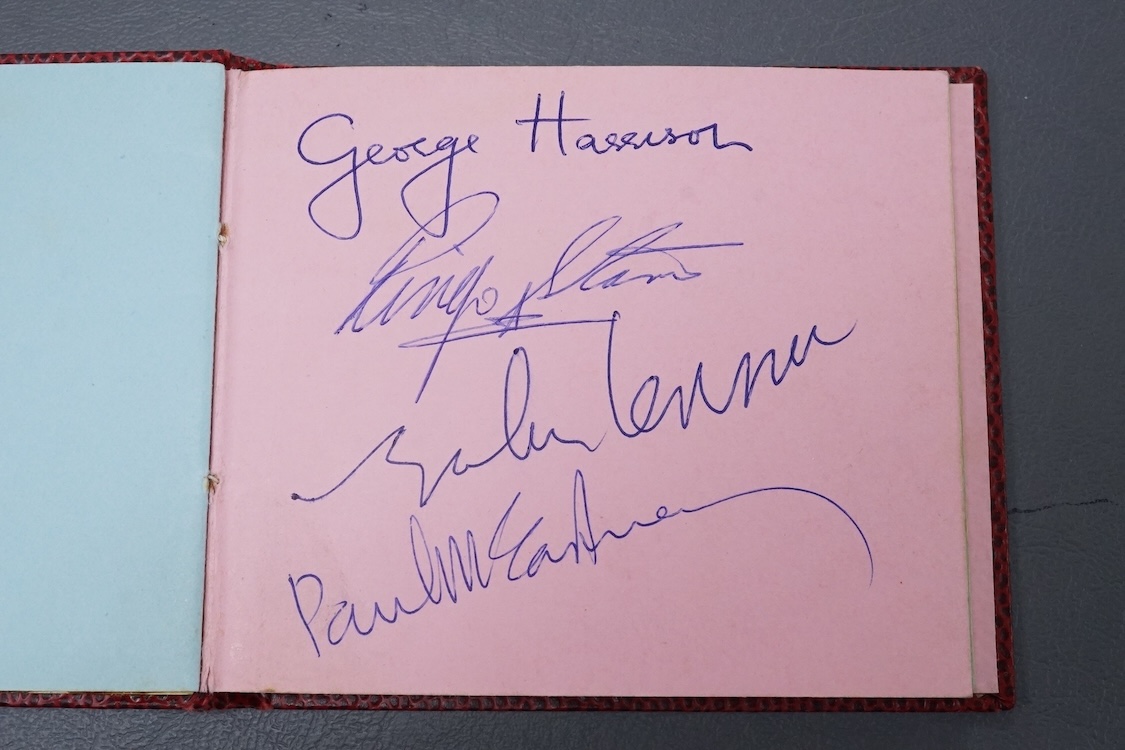 George Harrison
Ringo Starr
John Lennon
Paul McCartney